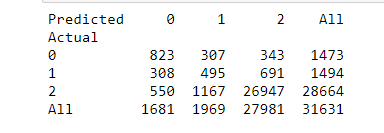 Predicted 0 1 2 All
Actual
0 823 307 343 1473
1 308 495 691 1494
2 550 1167 26947 28664
All 1681 1969 27981 31631